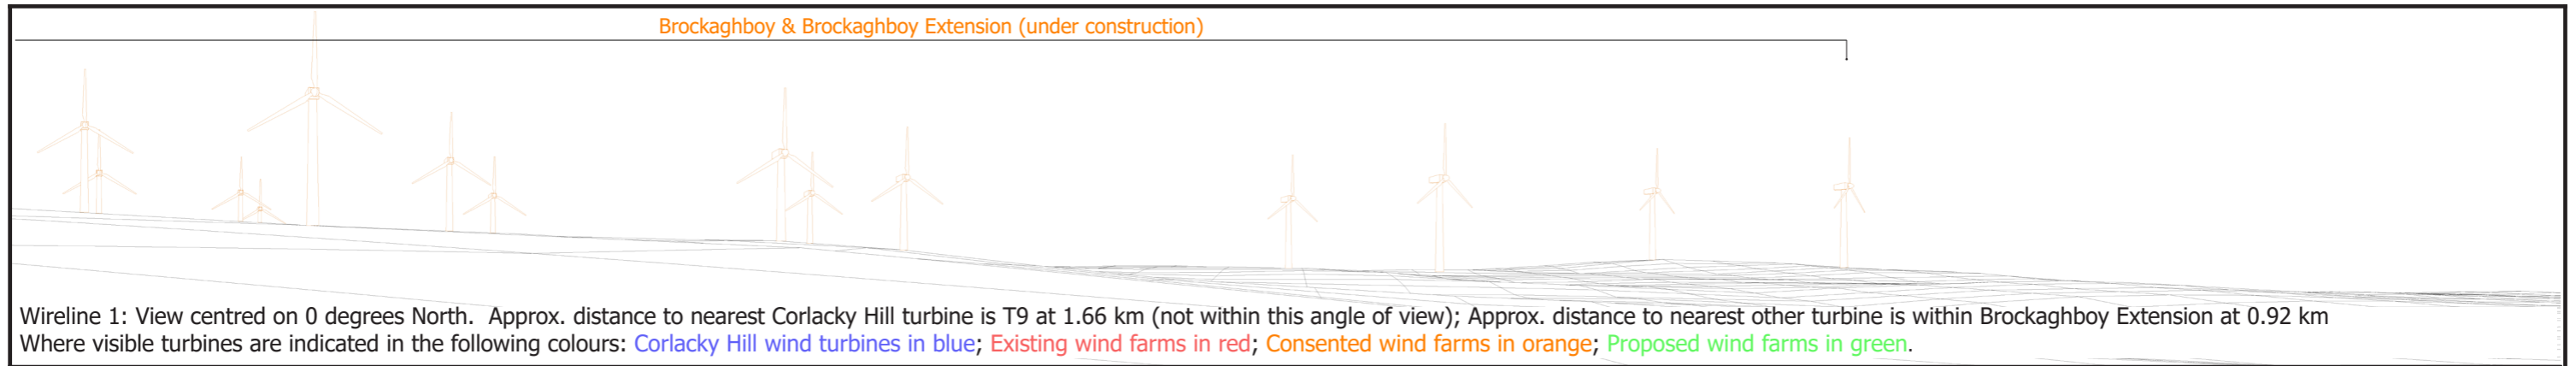 Brockaghboy & Brockaghboy Extension (under construction)
Wireline 1: View centred on 0 degrees North.  Approx. distance to nearest Corlacky Hill turbine is T9 at 1.66 km (not within this angle of view); Approx. distance to nearest other turbine is within Brockaghboy Extension at 0.92 km
Where visible turbines are indicated in the following colours: Corlacky Hill wind turbines in blue; Existing wind farms in red; Consented wind farms in orange; Proposed wind farms in green.